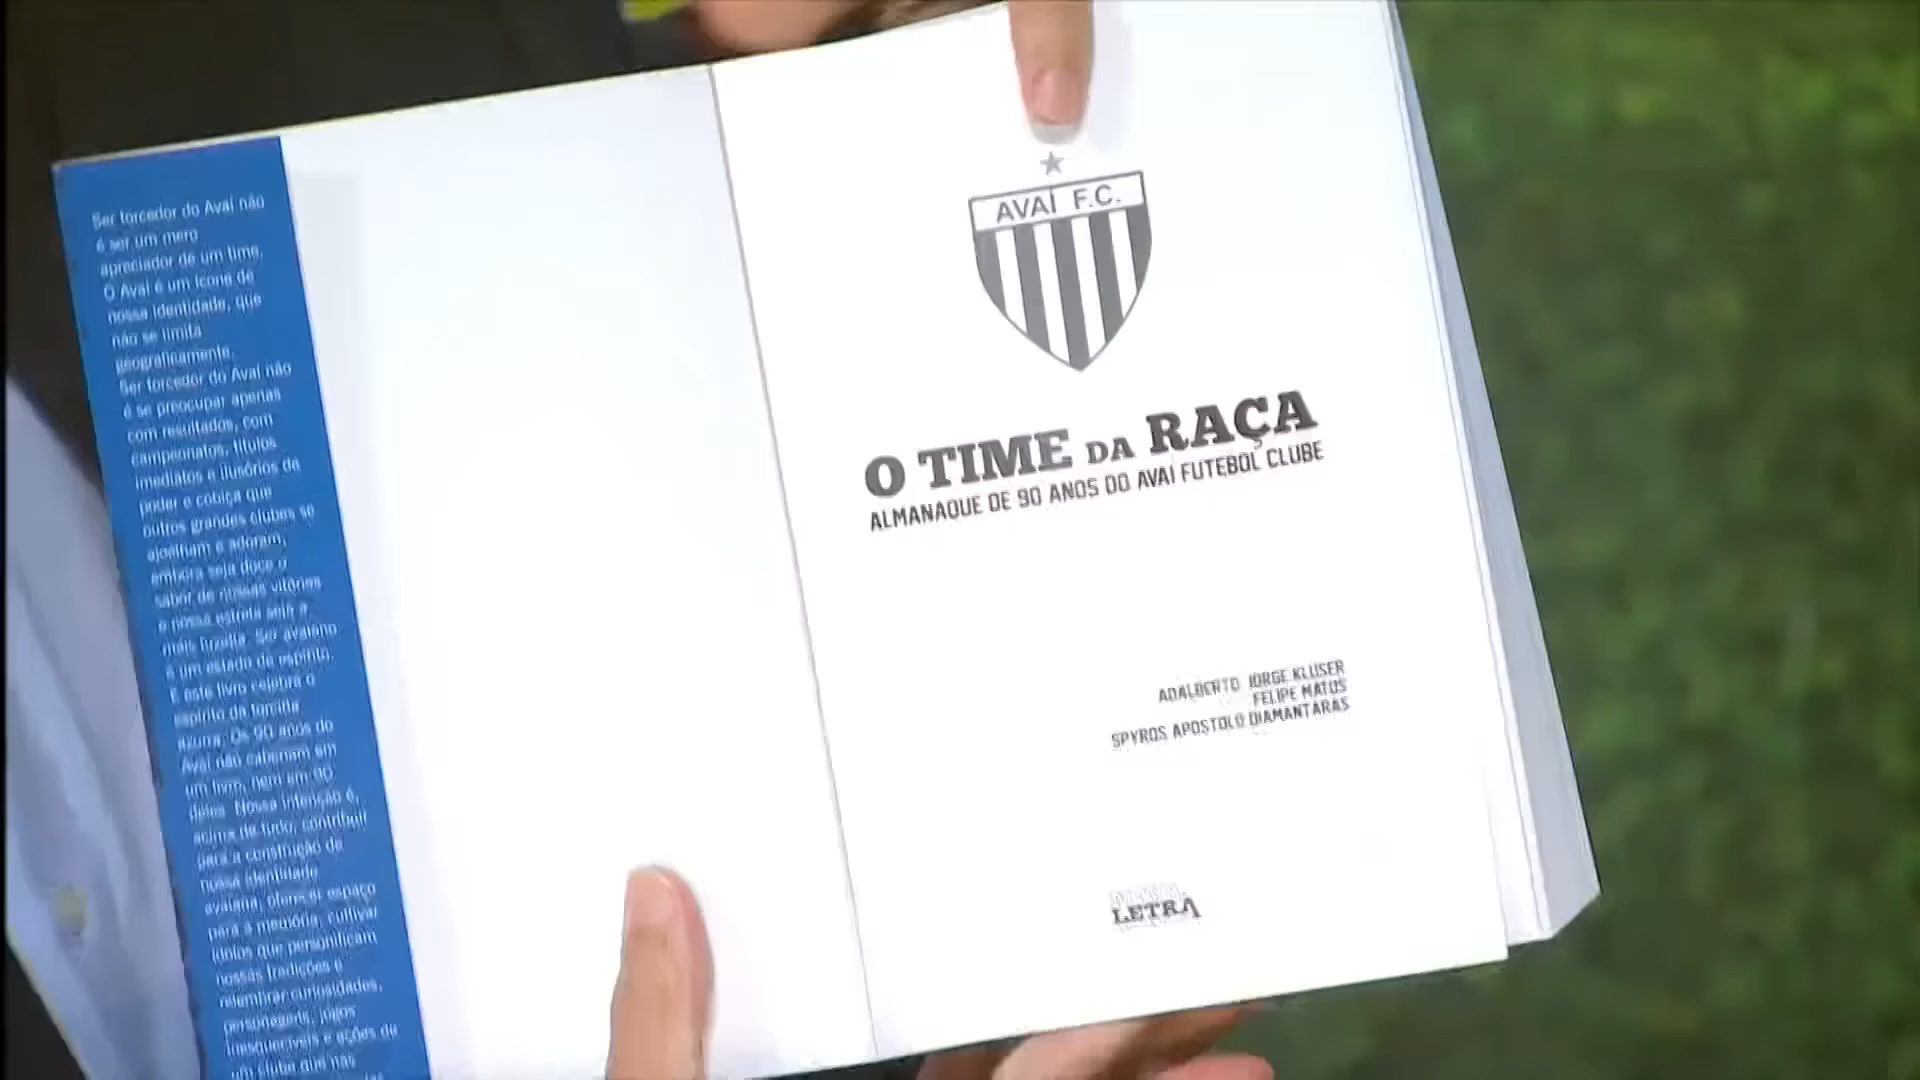 Ser torcedor do Avaí não
é ser um mero
apreciador de um time.
O Avaí é um ícone de
nossa identidade, que
não se limita
geograficamente.
Ser torcedor do Avaí não
é se preocupar apenas
com resultados, com
campeonatos, títulos
imediatos e ilusórios de
poder e cobiça que
outros grandes clubes se
ajoelham e adoram,
embora seja doce o
sabor de nossas vitórias
e nossa estrela seja a
mais Ser avaiano
é um estado de espírito.
E este livro celebra o
espírito da torcida
azurra. Os 90 anos do
Avaí não caberiam em
um livro, nem em 90
deles. Nossa intenção é,
acima de tudo, contribuir
para a construção de
nossa identidade
avaiana, oferecer espaço
para a memória, cultivar
ídolos que personificam
nossas tradições e
relembrar curiosidades,
personagens, jogos
inesquecíveis e ações de
um clube que nas
AVAÍ F.C.
O TIME DA RAÇA
ALMANAQUE DE 90 ANOS DO AVAÍ FUTEBOL CLUBE
ADALBERTO JORGE KLUSER
FELIPE MATOS
SPYROS APOSTOLO DIAMANTARAS
LETRA